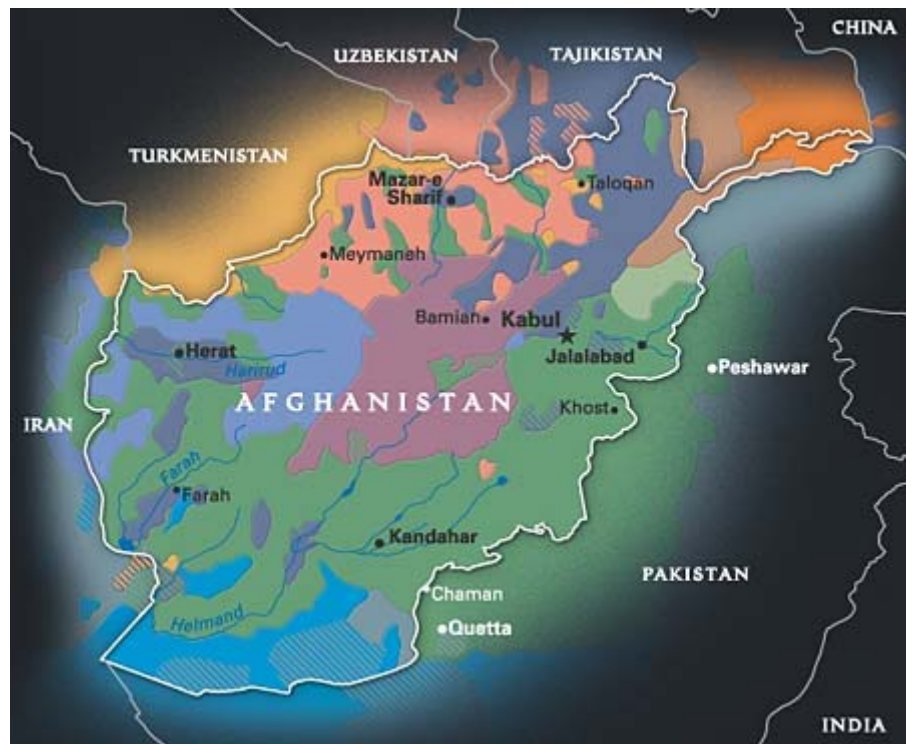 CHINA
UZBEKISTAN
TAJIKISTAN
TURKMENISTAN
Mazar-e
Sharif
Taloqan
Meymaneh
Bamian
Kabul
Herat
Harirud
Jalalabad
Peshawar
AFGHANISTAN
Khost
IRAN
Farah
Farah
Kandahar
PAKISTAN
Chaman
Helmand
Quetta
INDIA